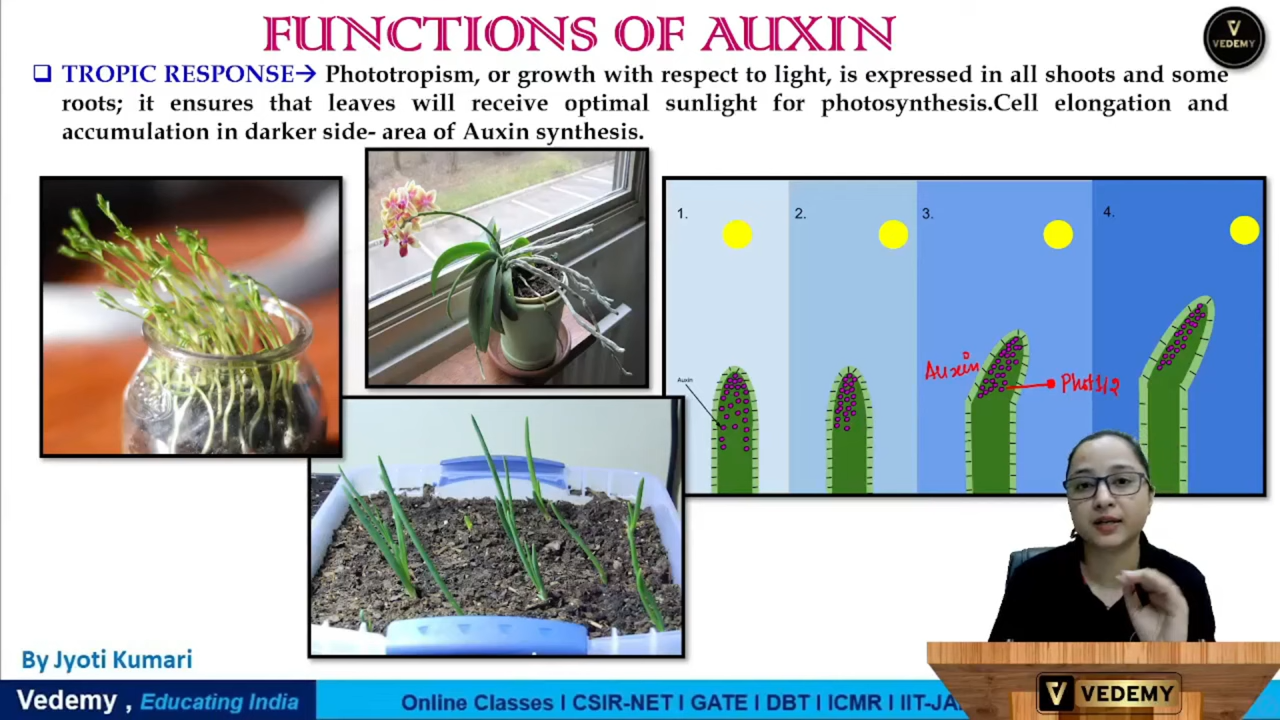 FUNCTIONS OF AUXIN
VEDEMY
❑ TROPIC RESPONSE→ Phototropism, or growth with respect to light, is expressed in all shoots and some
roots; it ensures that leaves will receive optimal sunlight for photosynthesis.Cell elongation and
accumulation in darker side- area of Auxin synthesis.
1.
2.
3.
4.
Auxin
Auxin
Phot 1/2
By Jyoti Kumari
Vedemy , Educating India
Online Classes I CSIR-NET I GATE I DBT I ICMR I IIT-JA
VEDEMY